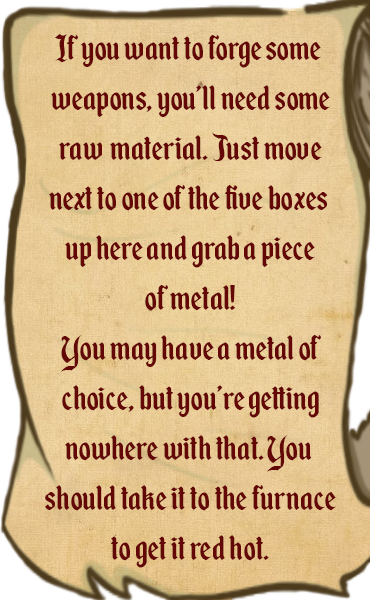 If you want to forge some
weapons, you'll need some
raw material. Just move
next to one of the five boxes
up here and grab a piece
of metal!
You may have a metal of
choice, but you're getting
nowhere with that. You
should take it to the furnace
to get it red hot.